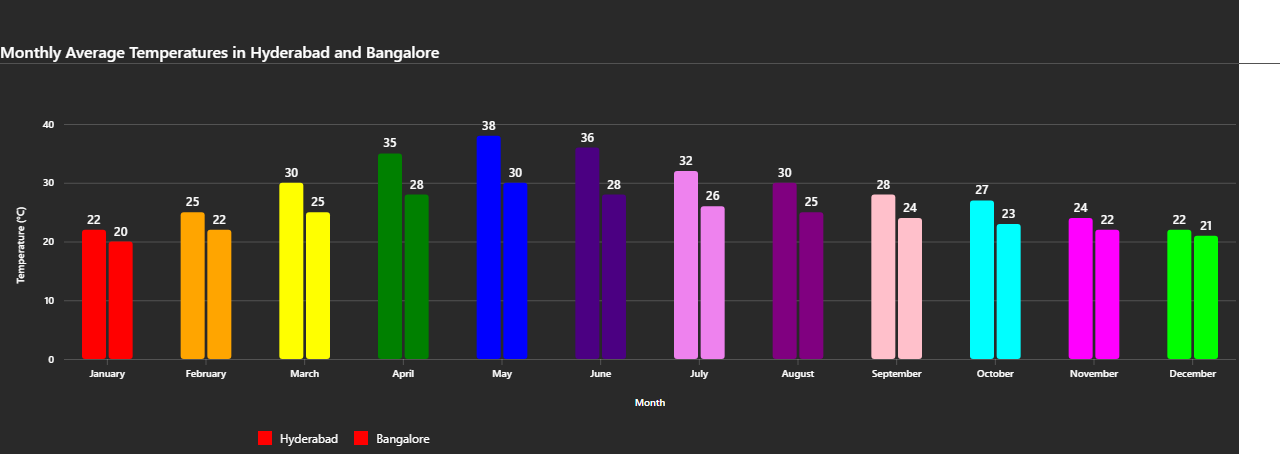 Monthly Average Temperatures in Hyderabad and Bangalore
40
30
20
10
0
Temperature (°C)
22 20 25 22 30 25 35 28 38 30 36 28 32 26 30 25 28 24 27 23 24 22 22 21
January February March April May June July August September October November December
Month
Hyderabad Bangalore